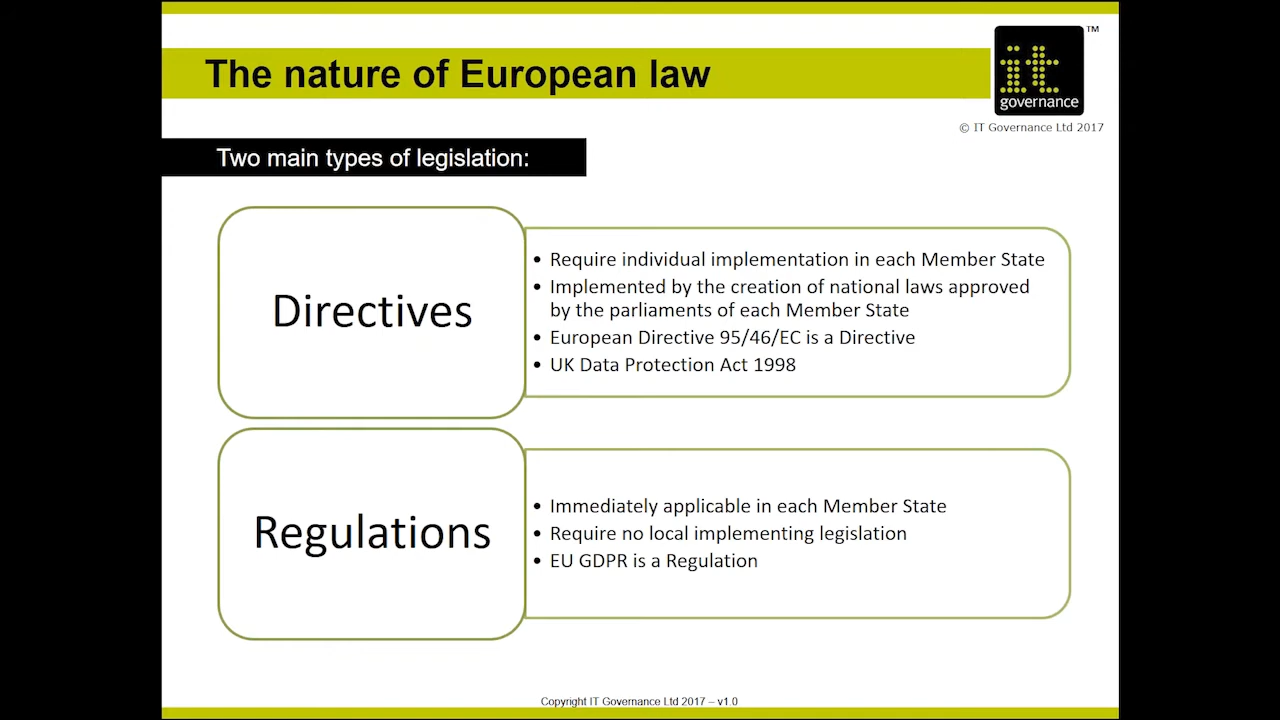 The nature of European law
TM
it
governance
© IT Governance Ltd 2017
Two main types of legislation:
Directives
• Require individual implementation in each Member State
• Implemented by the creation of national laws approved
by the parliaments of each Member State
• European Directive 95/46/EC is a Directive
• UK Data Protection Act 1998
Regulations
• Immediately applicable in each Member State
• Require no local implementing legislation
• EU GDPR is a Regulation
Copyright IT Governance Ltd 2017 – v1.0